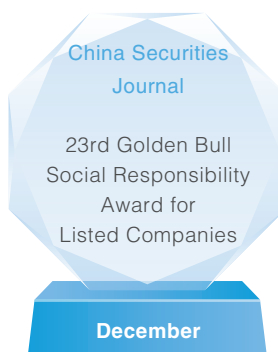 China Securities
Journal
23rd Golden Bull
Social Responsibility
Award for
Listed Companies
December